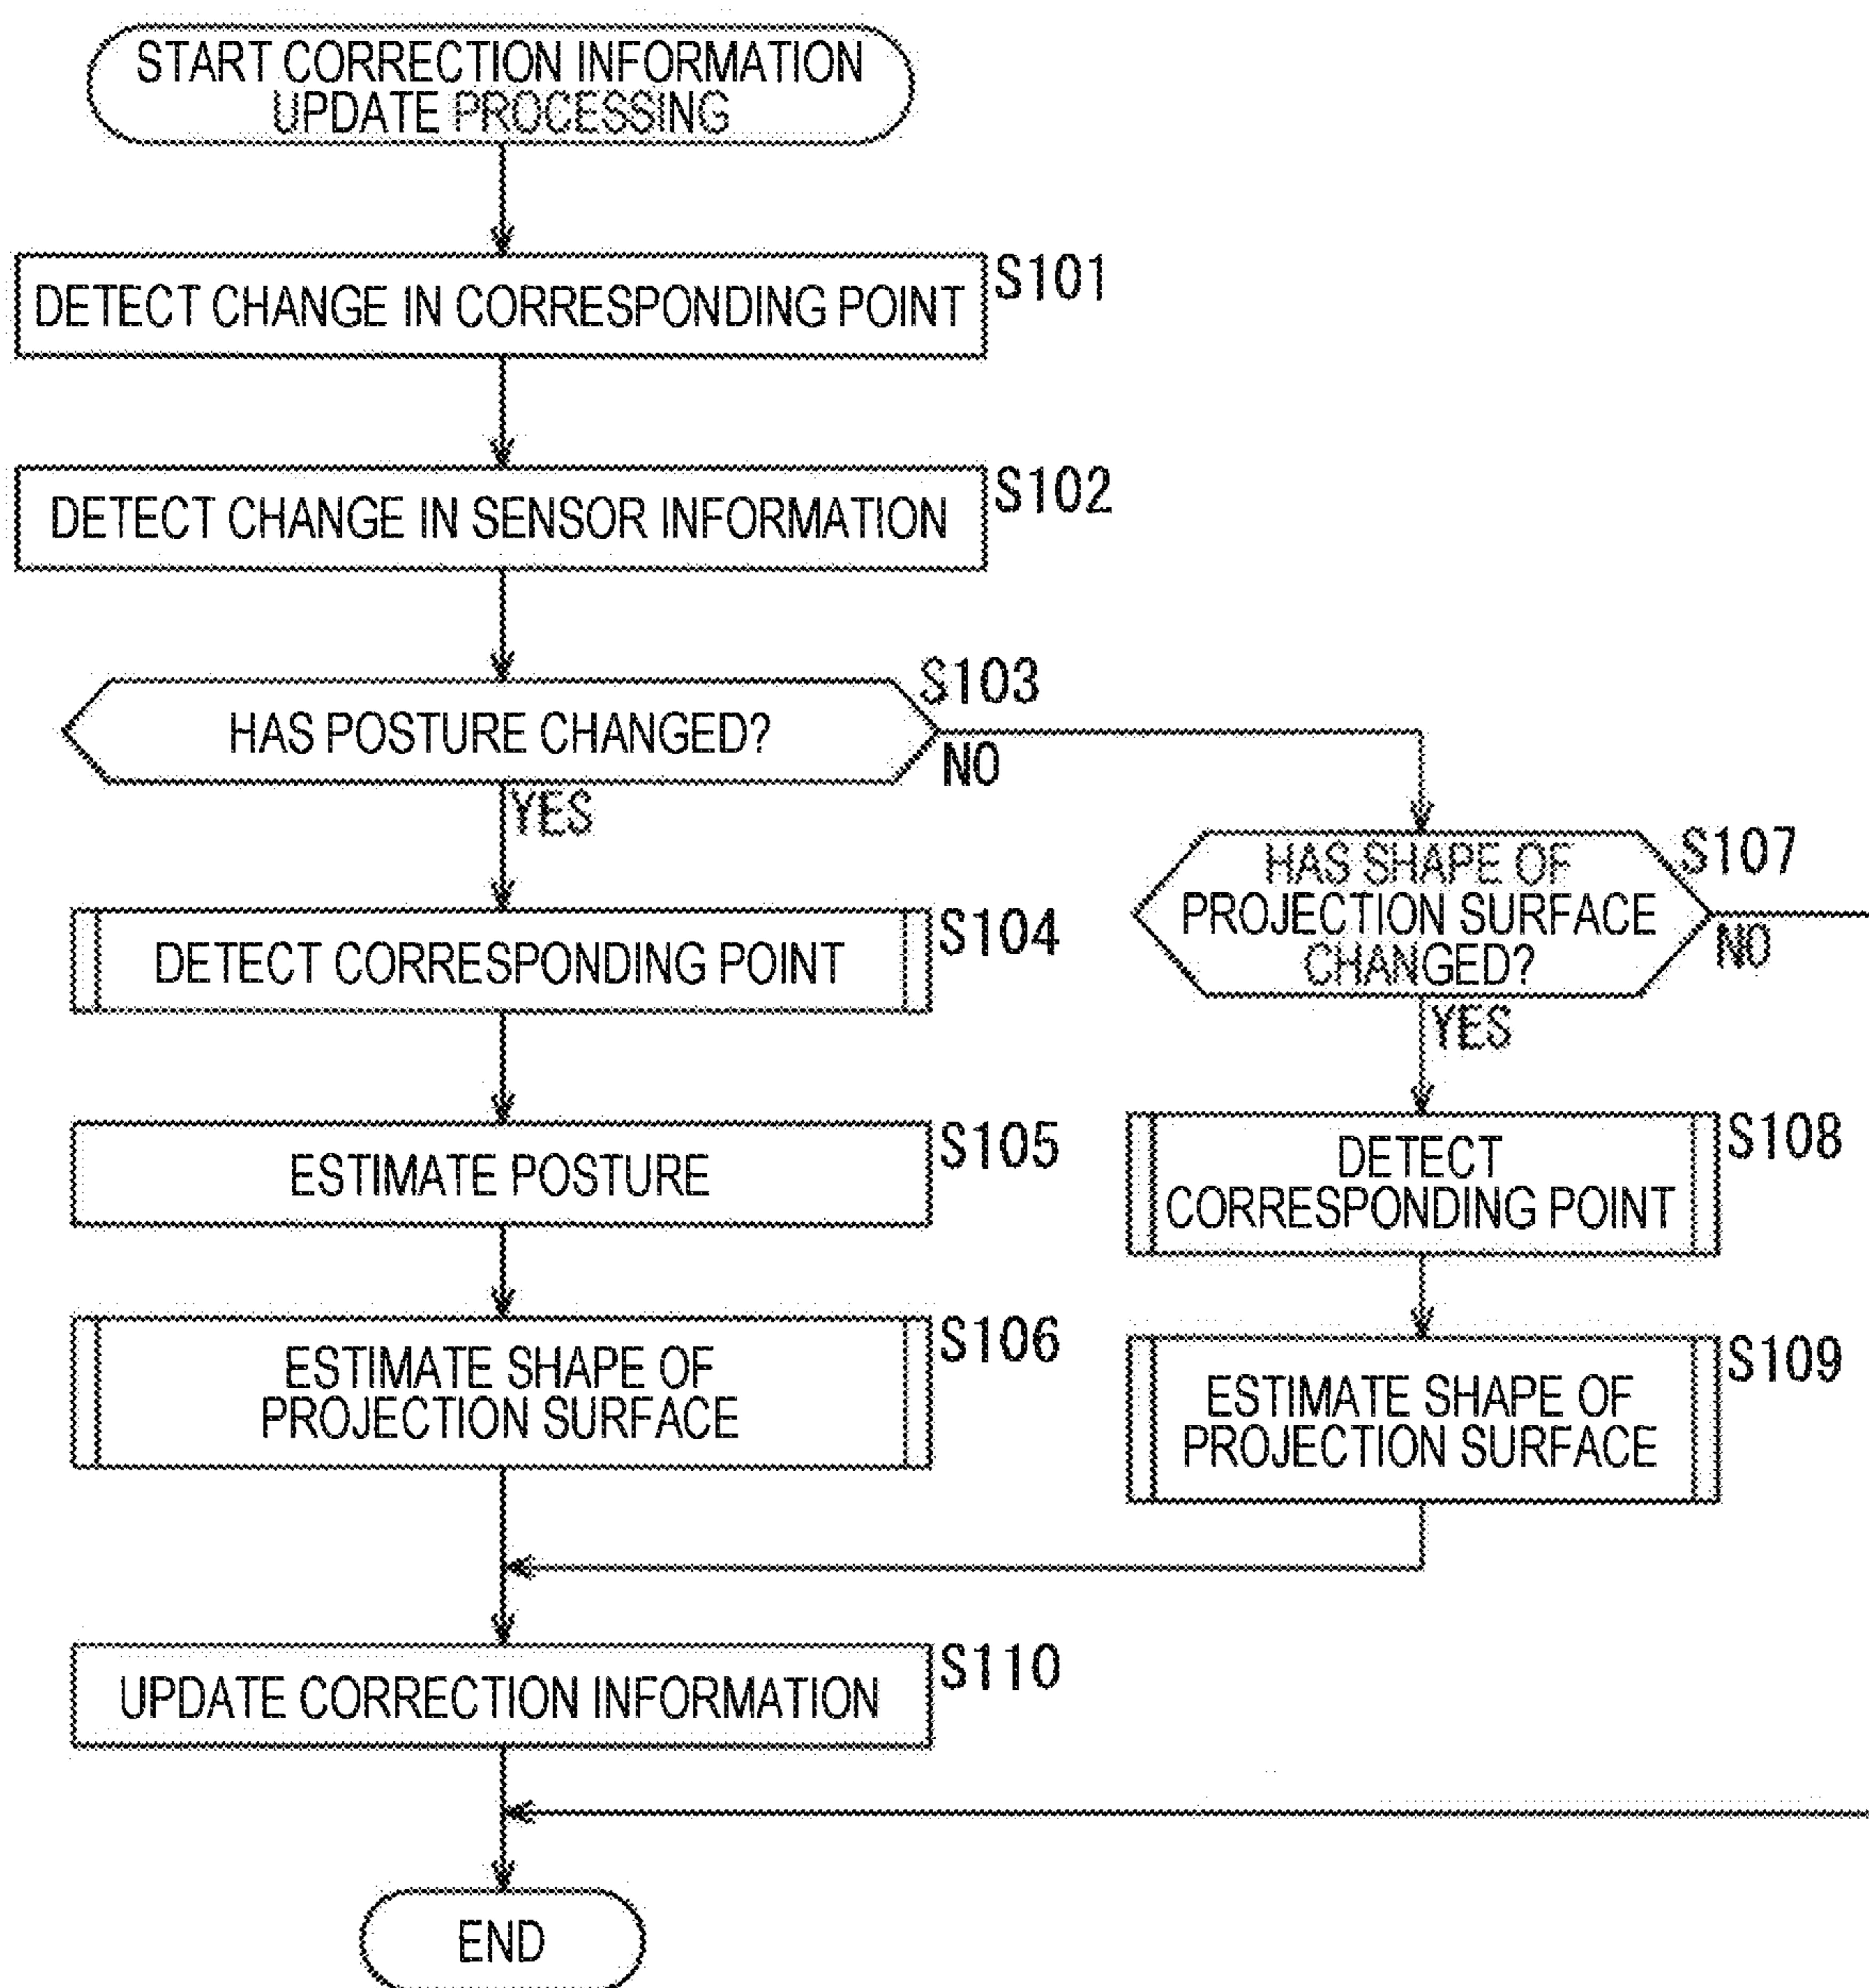 START CORRECTION INFORMATION
UPDATE PROCESSING
DETECT CHANGE IN CORRESPONDING POINT
S101
DETECT CHANGE IN SENSOR INFORMATION
S102
HAS POSTURE CHANGED?
S103
NO
YES
DETECT CORRESPONDING POINT
S104
ESTIMATE POSTURE
S105
ESTIMATE SHAPE OF
PROJECTION SURFACE
S106
HAS SHAPE OF
PROJECTION SURFACE
CHANGED?
S107
NO
YES
DETECT
CORRESPONDING POINT
S108
ESTIMATE SHAPE OF
PROJECTION SURFACE
S109
UPDATE CORRECTION INFORMATION
S110
END